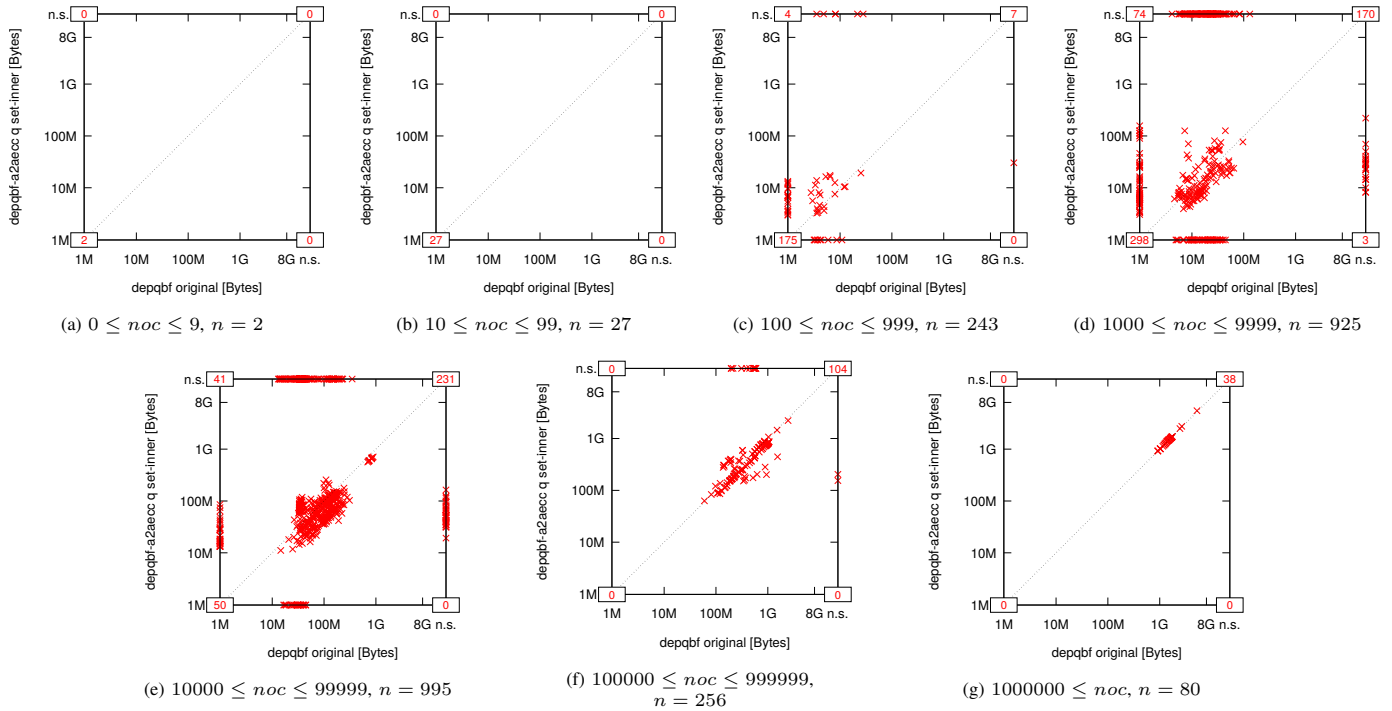 depqbf-a2aecc q set-inner [Bytes]
n.s.
8G
1G
100M
10M
1M
0
0
2
0
1M 10M 100M 1G 8G n.s.
depqbf original [Bytes]
(a) 0 ≤ noc ≤ 9, n = 2
depqbf-a2aecc q set-inner [Bytes]
n.s.
8G
1G
100M
10M
1M
0
0
27
0
1M 10M 100M 1G 8G n.s.
depqbf original [Bytes]
(b) 10 ≤ noc ≤ 99, n = 27
depqbf-a2aecc q set-inner [Bytes]
n.s.
8G
1G
100M
10M
1M
4
7
175
0
1M 10M 100M 1G 8G n.s.
depqbf original [Bytes]
(c) 100 ≤ noc ≤ 999, n = 243
depqbf-a2aecc q set-inner [Bytes]
n.s.
8G
1G
100M
10M
1M
74
170
298
3
1M 10M 100M 1G 8G n.s.
depqbf original [Bytes]
(d) 1000 ≤ noc ≤ 9999, n = 925
depqbf-a2aecc q set-inner [Bytes]
n.s.
8G
1G
100M
10M
1M
41
231
50
0
1M 10M 100M 1G 8G n.s.
depqbf original [Bytes]
(e) 10000 ≤ noc ≤ 99999, n = 995
depqbf-a2aecc q set-inner [Bytes]
n.s.
8G
1G
100M
10M
1M
0
104
0
0
1M 10M 100M 1G 8G n.s.
depqbf original [Bytes]
(f) 100000 ≤ noc ≤ 999999,
n = 256
depqbf-a2aecc q set-inner [Bytes]
n.s.
8G
1G
100M
10M
1M
0
38
0
0
1M 10M 100M 1G 8G n.s.
depqbf original [Bytes]
(g) 1000000 ≤ noc, n = 80